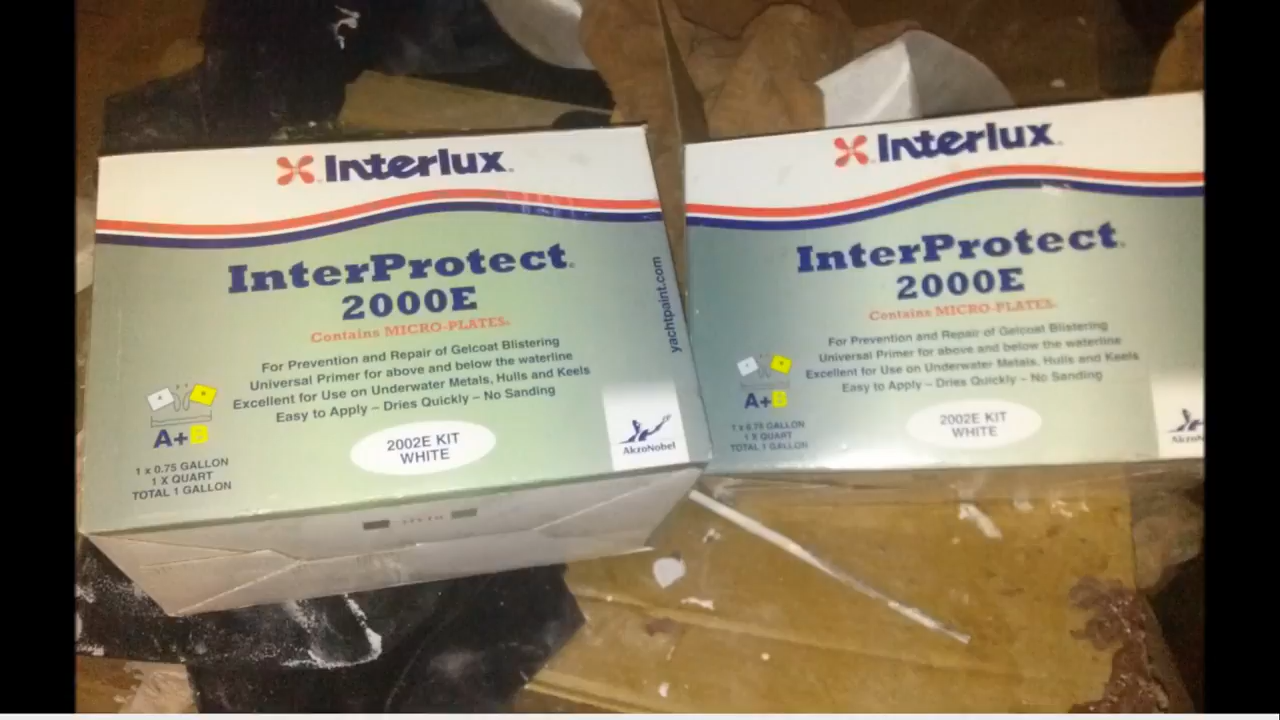 Interlux
InterProtect
2000E
Contains MICRO-PLATES.
For Prevention and Repair of Gelcoat Blistering
Universal Primer for above and below the waterline
Excellent for Use on Underwater Metals, Hulls and Keels
Easy to Apply – Dries Quickly – No Sanding
A B
A+B
1 x 0.75 GALLON
1 X QUART
TOTAL 1 GALLON
2002E KIT
WHITE
AkzoNobel
yachtpaint.com
Interlux
InterProtect
2000E
Contains MICRO-PLATES.
For Prevention and Repair of Gelcoat Blistering
Universal Primer for above and below the waterline
Excellent for Use on Underwater Metals, Hulls and Keels
Easy to Apply – Dries Quickly – No Sanding
A B
A+B
1 x 0.75 GALLON
1 X QUART
TOTAL 1 GALLON
2002E KIT
WHITE
AkzoN